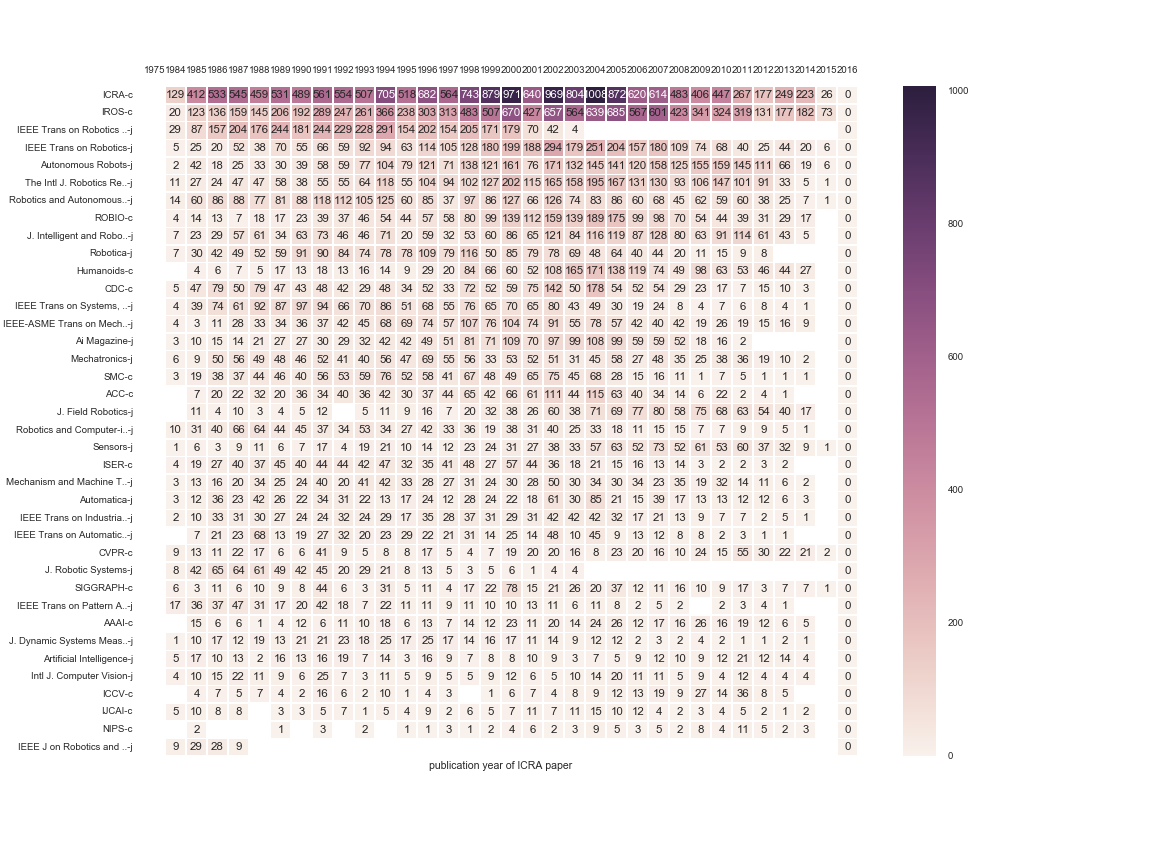 1975 1984 1985 1986 1987 1988 1989 1990 1991 1992 1993 1994 1995 1996 1997 1998 1999 2000 2001 2002 2003 2004 2005 2006 2007 2008 2009 2010 2011 2012 2013 2014 2015 2016
ICRA-c 129 412 533 545 459 531 489 561 554 507 705 518 682 564 743 879 971 640 969 804 1008 872 620 614 483 406 447 267 177 249 223 26 0
IROS-c 20 123 136 159 145 206 192 289 247 261 366 238 303 313 483 507 670 427 657 564 639 685 567 601 423 341 324 319 131 177 182 73 0
IEEE Trans on Robotics ..-j 29 87 157 204 176 244 181 244 229 228 291 154 202 154 205 171 179 70 42 4 0
IEEE Trans on Robotics-j 5 25 20 52 38 70 55 66 59 92 94 63 114 105 128 180 199 188 294 179 251 204 157 180 109 74 68 40 25 44 20 6 0
Autonomous Robots-j 2 42 18 25 33 30 39 58 59 77 104 79 121 71 138 121 161 76 171 132 145 141 120 158 125 155 159 145 111 66 19 6 0
The Intl J. Robotics Re..-j 11 27 24 47 47 58 38 55 55 64 118 55 104 94 102 127 202 115 165 158 195 167 131 130 93 106 147 101 91 33 5 1 0
Robotics and Autonomous..-j 14 60 86 88 77 81 88 118 112 105 125 60 85 37 97 86 127 66 126 74 83 86 60 68 45 62 59 60 38 25 7 1 0
ROBIO-c 4 14 13 7 18 17 23 39 37 46 54 44 57 58 80 99 139 112 159 139 189 175 99 98 70 54 44 39 31 29 17 0
J. Intelligent and Robo..-j 7 23 29 57 61 34 63 73 46 46 71 20 59 32 53 60 86 65 121 84 116 119 87 128 80 63 91 114 61 43 5 0
Robotica-j 7 30 42 49 52 59 91 90 84 74 78 78 109 79 116 50 85 79 78 69 48 64 40 44 20 11 15 9 8 0
Humanoids-c 4 6 7 5 17 13 18 13 16 14 9 29 20 84 66 60 52 108 165 171 138 119 74 49 98 63 53 46 44 27 0
CDC-c 5 47 79 50 79 47 43 48 42 29 48 34 52 33 72 52 59 75 142 50 178 54 52 54 29 23 17 7 15 10 3 0
IEEE Trans on Systems, ..-j 4 39 74 61 92 87 97 94 66 70 86 51 68 55 76 65 70 65 80 43 49 30 19 24 8 4 7 6 8 4 1 0
IEEE-ASME Trans on Mech..-j 4 3 11 28 33 34 36 37 42 45 68 69 74 57 107 76 104 74 91 55 78 57 42 40 42 19 26 19 15 16 9 0
Ai Magazine-j 3 10 15 14 21 27 27 30 29 32 42 42 49 51 81 71 109 70 97 99 108 99 59 59 52 18 16 2 0
Mechatronics-j 6 9 50 56 49 48 46 52 41 40 56 47 69 55 56 33 53 52 51 31 45 58 27 48 35 25 38 36 19 10 2 0
SMC-c 3 19 38 37 44 46 40 56 53 59 76 52 58 41 67 48 49 65 75 45 68 28 15 16 11 1 7 5 1 1 1 0
ACC-c 7 20 22 32 20 36 34 40 36 42 30 37 44 65 42 66 61 111 44 115 63 40 34 14 6 22 2 4 1 0
J. Field Robotics-j 11 4 10 3 4 5 12 5 11 9 16 7 20 32 38 26 60 38 71 69 77 80 58 75 68 63 54 40 17 0
Robotics and Computer-i..-j 10 31 40 66 64 44 45 37 34 53 34 27 42 33 36 19 38 31 40 25 33 18 11 15 15 7 7 9 9 5 1 0
Sensors-j 1 6 3 9 11 6 7 17 4 19 21 10 14 12 23 24 31 27 38 33 57 63 52 73 52 61 53 60 37 32 9 1 0
ISER-c 4 19 27 40 37 45 40 44 44 42 47 32 35 41 48 27 57 44 36 18 21 15 16 13 14 3 2 2 3 2 0
Mechanism and Machine T..-j 3 13 16 20 34 25 24 40 20 41 42 33 28 27 31 24 30 28 50 30 34 30 34 23 35 19 32 14 11 6 2 0
Automatica-j 3 12 36 23 42 26 22 34 31 22 13 17 24 12 28 24 22 18 61 30 85 21 15 39 17 13 13 12 12 6 3 0
IEEE Trans on Industria..-j 2 10 33 31 30 27 24 24 32 24 29 17 35 28 37 31 29 31 42 42 42 32 17 21 13 9 7 7 2 5 1 0
IEEE Trans on Automatic..-j 7 21 23 68 13 19 27 32 20 23 29 22 21 31 14 25 14 48 10 45 9 13 12 8 8 2 3 1 1 0
CVPR-c 9 13 11 22 17 6 6 41 9 5 8 8 17 5 4 7 19 20 20 16 8 23 20 16 10 24 15 55 30 22 21 2 0
J. Robotic Systems-j 8 42 65 64 61 49 42 45 20 29 21 8 13 5 3 5 6 1 4 4 0
SIGGRAPH-c 6 3 11 6 10 9 8 44 6 3 31 5 11 4 17 22 78 15 21 26 20 37 12 11 16 10 9 17 3 7 7 1 0
IEEE Trans on Pattern A..-j 17 36 37 47 31 17 20 42 18 7 22 11 11 9 11 10 10 13 11 6 11 8 2 5 2 2 3 4 1 0
AAAI-c 15 6 6 1 4 12 6 11 10 18 6 13 7 14 12 23 11 20 14 24 26 12 17 16 26 16 19 12 6 5 0
J. Dynamic Systems Meas..-j 1 10 17 12 19 13 21 21 23 18 25 17 25 17 14 16 17 11 14 9 12 12 2 3 2 4 2 1 1 2 1 0
Artificial Intelligence-j 5 17 10 13 2 16 13 16 19 7 14 3 16 9 7 8 8 10 9 3 7 5 9 12 10 9 12 21 12 14 4 0
Intl J. Computer Vision-j 4 10 15 22 11 9 6 25 7 3 11 5 9 5 5 9 12 6 5 10 14 20 11 11 5 9 4 12 4 4 4 0
ICCV-c 4 7 5 7 4 2 16 6 2 10 1 4 3 1 6 7 4 8 9 12 13 19 9 27 14 36 8 5 0
IJCAI-c 5 10 8 8 3 3 5 7 1 5 4 9 2 6 5 7 11 7 11 15 10 12 4 2 3 4 5 2 1 2 0
NIPS-c 2 1 3 2 1 1 3 1 2 4 6 2 3 9 5 3 5 2 8 4 11 5 2 3 0
IEEE J on Robotics and ..-j 9 29 28 9 0
publication year of ICRA paper
1000
800
600
400
200
0